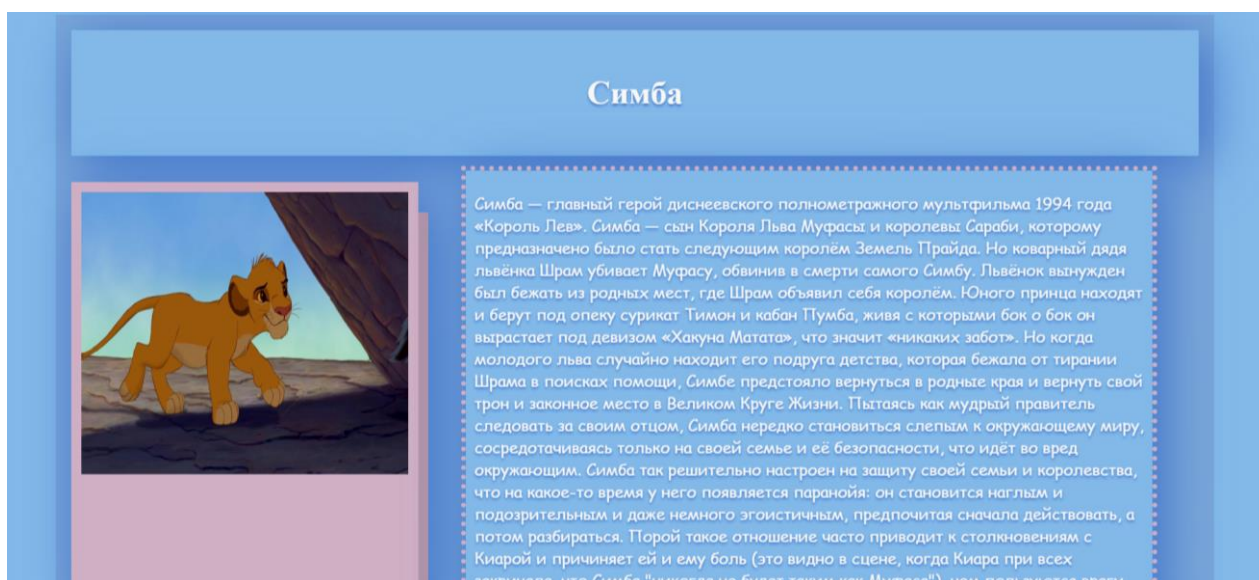 Симба
Симба — главный герой диснеевского полнометражного мультфильма 1994 года
«Король Лев». Симба — сын Короля Льва Муфасы и королевы Сараби, которому
предназначено было стать следующим королём Земель Прайда. Но коварный дядя
львёнка Шрам убивает Муфасу, обвинив в смерти самого Симбу. Львёнок вынужден
был бежать из родных мест, где Шрам объявил себя королём. Юного принца находят
и берут под опеку сурикат Тимон и кабан Пумба, живя с которыми бок о бок он
вырастает под девизом «Хакуна Матата», что значит «никаких забот». Но когда
молодого льва случайно находит его подруга детства, которая бежала от тирании
Шрама в поисках помощи, Симбе предстояло вернуться в родные края и вернуть свой
трон и законное место в Великом Круге Жизни. Пытаясь как мудрый правитель
следовать за своим отцом, Симба нередко становиться слепым к окружающему миру,
сосредотачиваясь только на своей семье и её безопасности, что идёт во вред
окружающим. Симба так решительно настроен на защиту своей семьи и королевства,
что на какое-то время у него появляется паранойя: он становится наглым и
подозрительным и даже немного эгоистичным, предпочитая сначала действовать, а
потом разбираться. Порой такое отношение часто приводит к столкновениям с
Киарой и причиняет ей и ему боль (это видно в сцене, когда Киара при всех